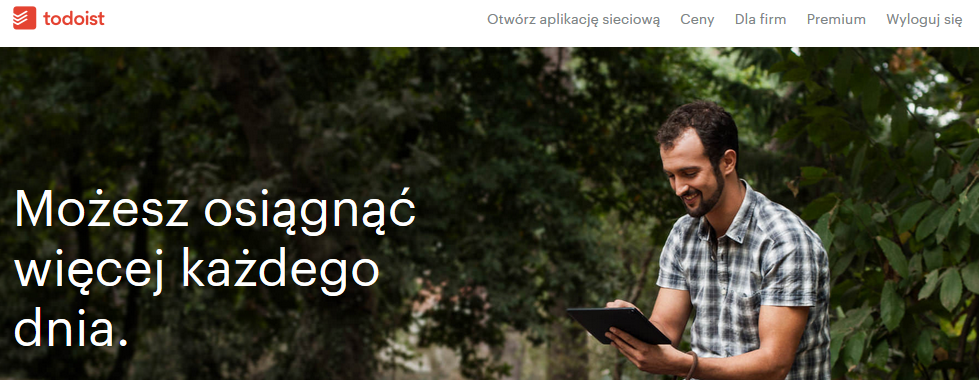 todoist
Otwórz aplikację sieciową Ceny Dla firm Premium Wyloguj się
Możesz osiągnąć
więcej każdego
dnia.